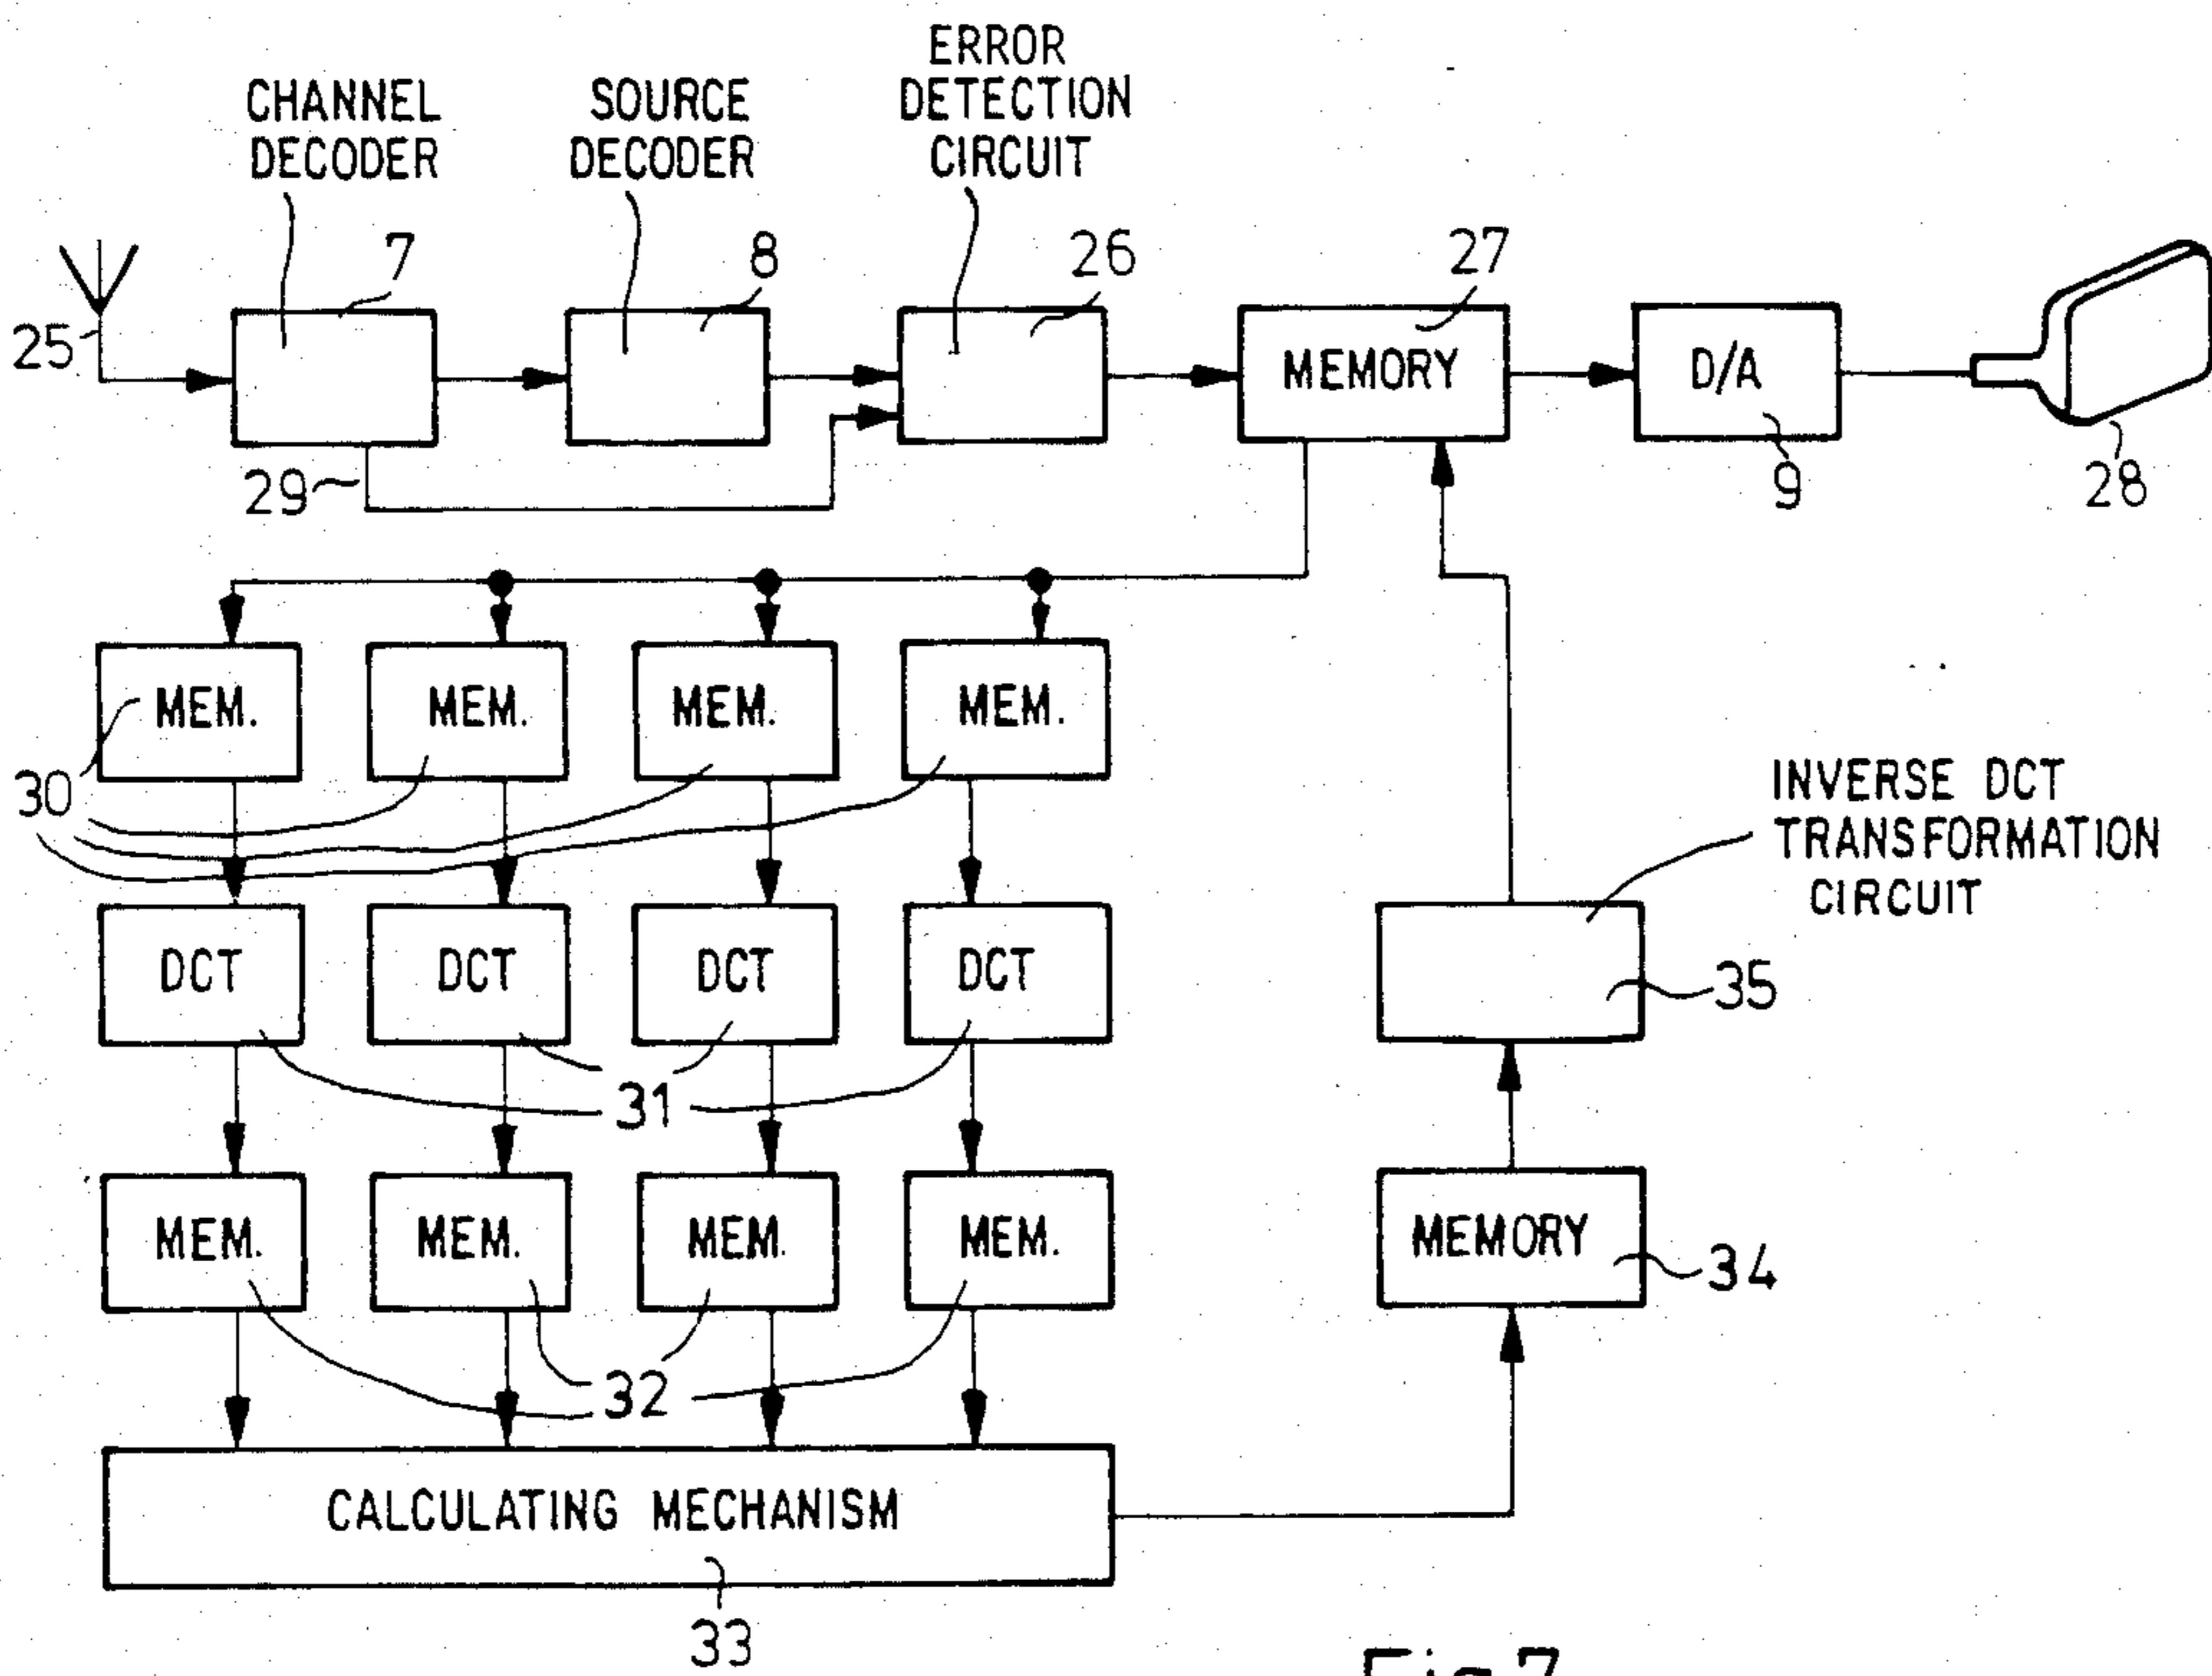 ERROR
CHANNEL SOURCE DETECTION
DECODER DECODER CIRCUIT
7 8 26 27
25
MEMORY D/A
29 9 28
MEM. MEM. MEM. MEM.
30
INVERSE DCT
TRANSFORMATION
CIRCUIT
DCT DCT DCT DCT
35
31
MEM. MEM. MEM. MEM.
MEMORY 34
32
CALCULATING MECHANISM
33
Fig.7